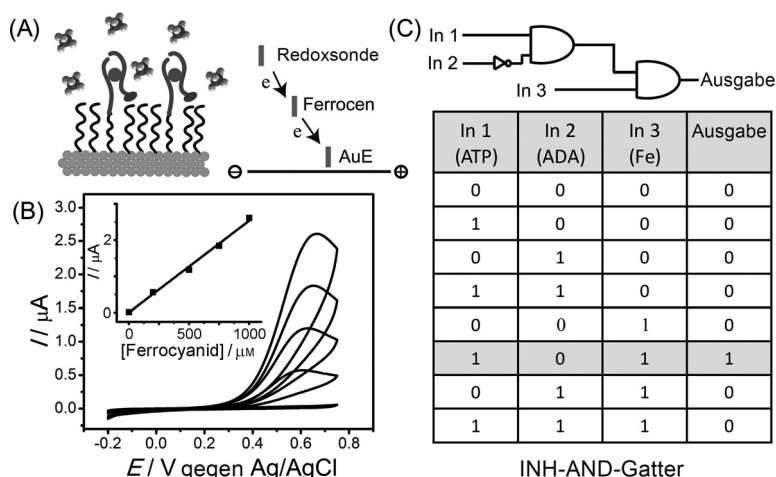 (A)
Redoxsonde
e
Ferrocen
e
AuE
⊖ ⊕
(B)
3.0
2.5
2.0
1.5
1.0
0.5
0.0
I / µA
2
0
I / µA
0 500 1000
[Ferrocyanid] / µM
-0.2 0.0 0.2 0.4 0.6 0.8
E / V gegen Ag/AgCl
(C)
In 1
In 2
In 3
Ausgabe
In 1 In 2 In 3 Ausgabe
(ATP) (ADA) (Fe)
0 0 0 0
1 0 0 0
0 1 0 0
1 1 0 0
0 0 1 0
1 0 1 1
0 1 1 0
1 1 1 0
INH-AND-Gatter